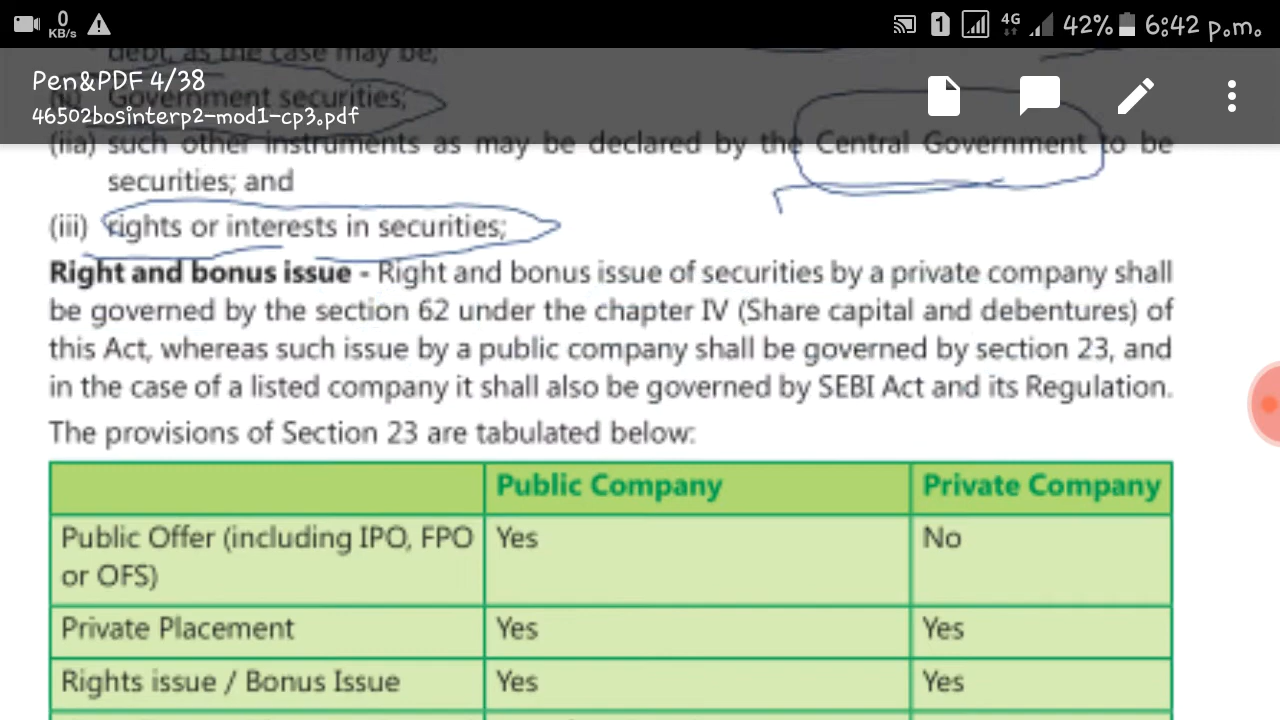 0
KB/s
1
4G
42%
6:42 p.m.
debt, as the case may be;
Pen&PDF 4/38
(ii) Government securities;
46502bosinterp2-mod1-cp3.pdf
(iia) such other instruments as may be declared by the Central Government to be
securities; and
(iii) rights or interests in securities;
Right and bonus issue - Right and bonus issue of securities by a private company shall
be governed by the section 62 under the chapter IV (Share capital and debentures) of
this Act, whereas such issue by a public company shall be governed by section 23, and
in the case of a listed company it shall also be governed by SEBI Act and its Regulation.
The provisions of Section 23 are tabulated below:
Public Company Private Company
Public Offer (including IPO, FPO Yes No
or OFS)
Private Placement Yes Yes
Rights issue / Bonus Issue Yes Yes